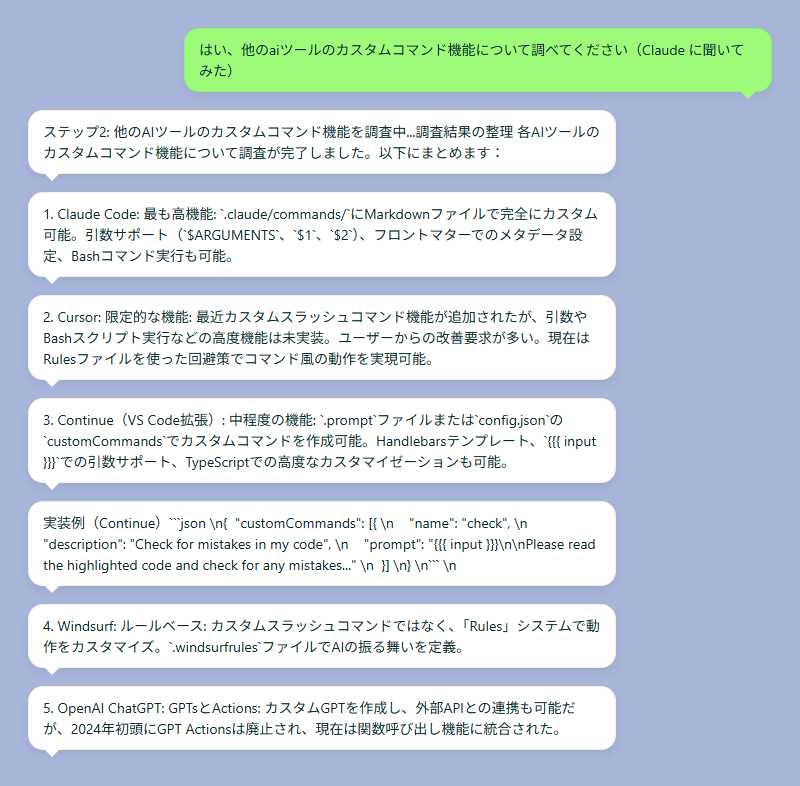 はい、他のaiツールのカスタムコマンド機能について調べてください（Claude に聞いて
みた）
ステップ2: 他のAIツールのカスタムコマンド機能を調査中...調査結果の整理 各AIツールの
カスタムコマンド機能について調査が完了しました。以下にまとめます：
1. Claude Code: 最も高機能: `.claude/commands/`にMarkdownファイルで完全にカスタム
可能。引数サポート（`$ARGUMENTS`、`$1`、`$2`）、フロントマターでのメタデータ設
定、Bashコマンド実行も可能。
2. Cursor: 限定的な機能: 最近カスタムスラッシュコマンド機能が追加されたが、引数や
Bashスクリプト実行などの高度機能は未実装。ユーザーからの改善要求が多い。現在は
Rulesファイルを使った回避策でコマンド風の動作を実現可能。
3. Continue（VS Code拡張）: 中程度の機能: `.prompt`ファイルまたは`config.json`の
`customCommands`でカスタムコマンドを作成可能。Handlebarsテンプレート、`{{{ input
}}}`での引数サポート、TypeScriptでの高度なカスタマイゼーションも可能。
実装例（Continue）```json \n{  "customCommands": [{ \n    "name": "check", \n
"description": "Check for mistakes in my code", \n    "prompt": "{{{ input }}}\n\nPlease read
the highlighted code and check for any mistakes..." \n  }] \n} \n``` \n
4. Windsurf: ルールベース: カスタムスラッシュコマンドではなく、「Rules」システムで動
作をカスタマイズ。`.windsurfrules`ファイルでAIの振る舞いを定義。
5. OpenAI ChatGPT: GPTsとActions: カスタムGPTを作成し、外部APIとの連携も可能だ
が、2024年初頭にGPT Actionsは廃止され、現在は関数呼び出し機能に統合された。